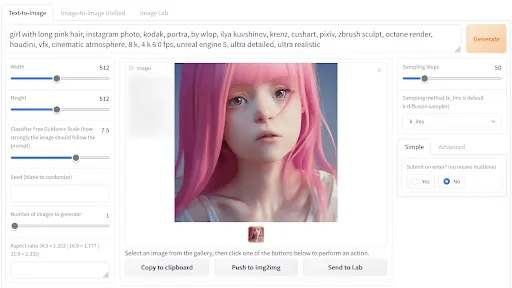 Text-to-Image
Image-to-Image Unified
Image Lab
girl with long pink hair, instagram photo, kodak, portra, by wlop, ilya kuvshinov, krenz, cushart, pixiv, zbrush sculpt, octane render,
houdini, vfx, cinematic atmosphere, 8 k, 4 k 6 0 fps, unreal engine 5, ultra detailed, ultra realistic
Generate
Width
512
Height
512
Classifier Free Guidance Scale (how
strongly the image should follow the
prompt)
7.5
Seed (blank to randomize)
Number of images to generate
1
Aspect ratio (4:3 = 1.333 | 16:9 = 1.777 |
21:9 = 2.333)
Images
Select an image from the gallery, then click one of the buttons below to perform an action.
Copy to clipboard
Push to img2img
Send to Lab
Sampling Steps
50
Sampling method (k_lms is default
k-diffusion sampler)
k_lms
Simple
Advanced
Submit on enter? (no means multiline)
Yes
No